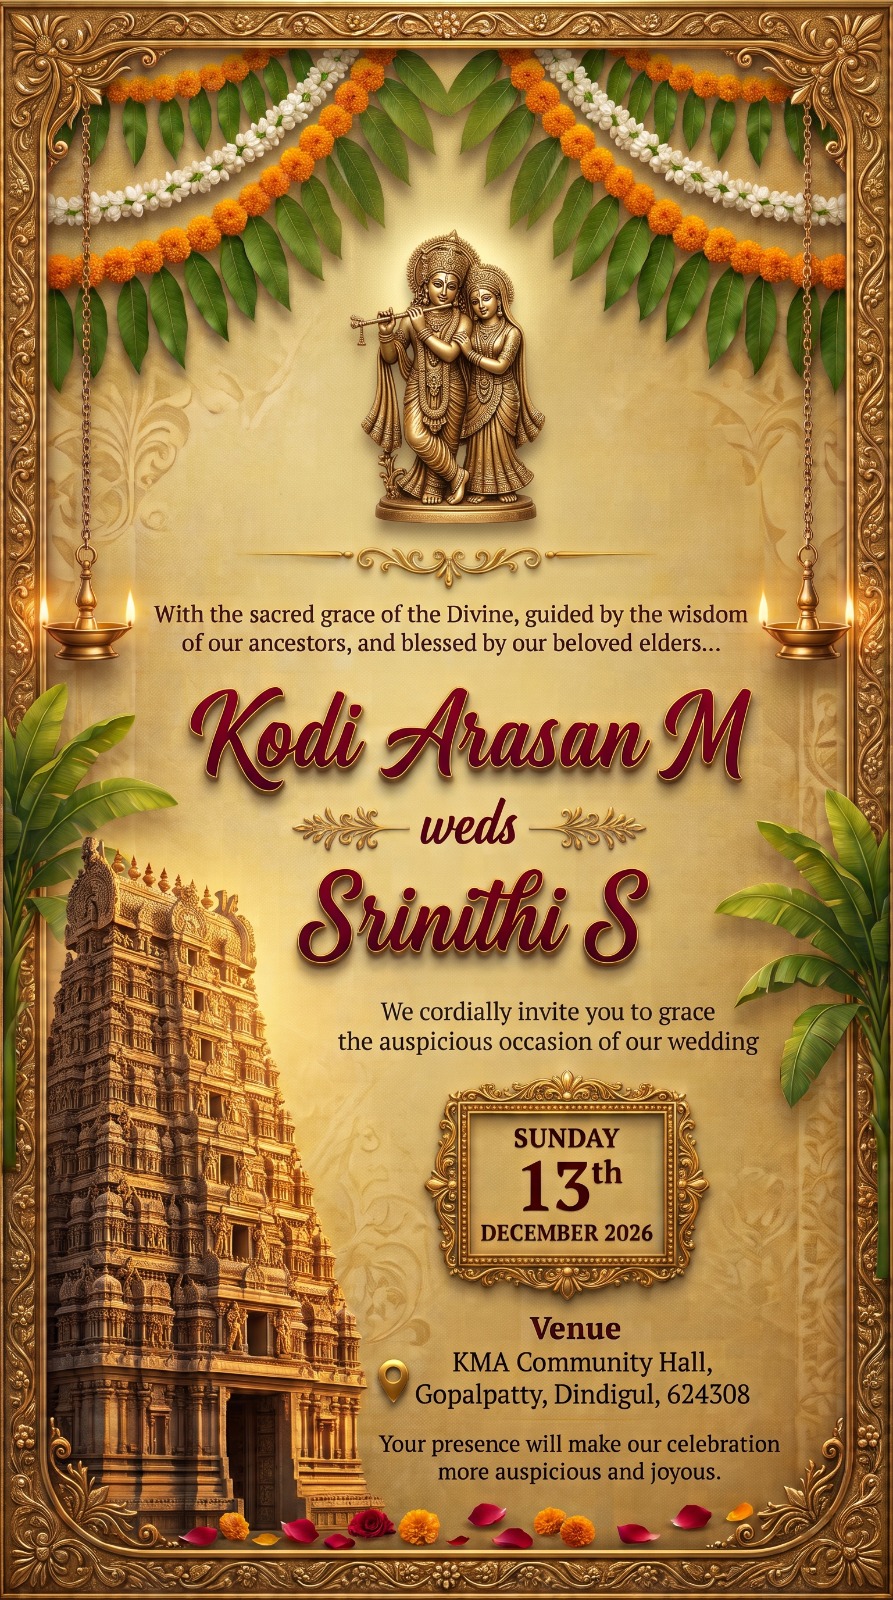 With the sacred grace of the Divine, guided by the wisdom
of our ancestors, and blessed by our beloved elders...
Kodi Arasan M
weds
Srinithi S
We cordially invite you to grace
the auspicious occasion of our wedding
SUNDAY
13th
DECEMBER 2026
Venue
KMA Community Hall,
Gopalpatty, Dindigul, 624308
Your presence will make our celebration
more auspicious and joyous.